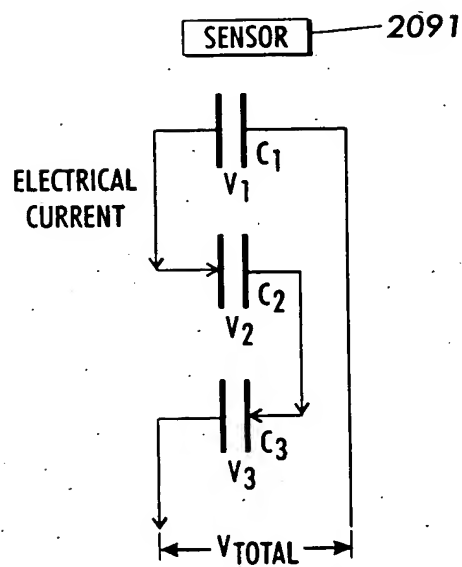 SENSOR 2091
C1
V1
ELECTRICAL
CURRENT
C2
V2
C3
V3
VTOTAL